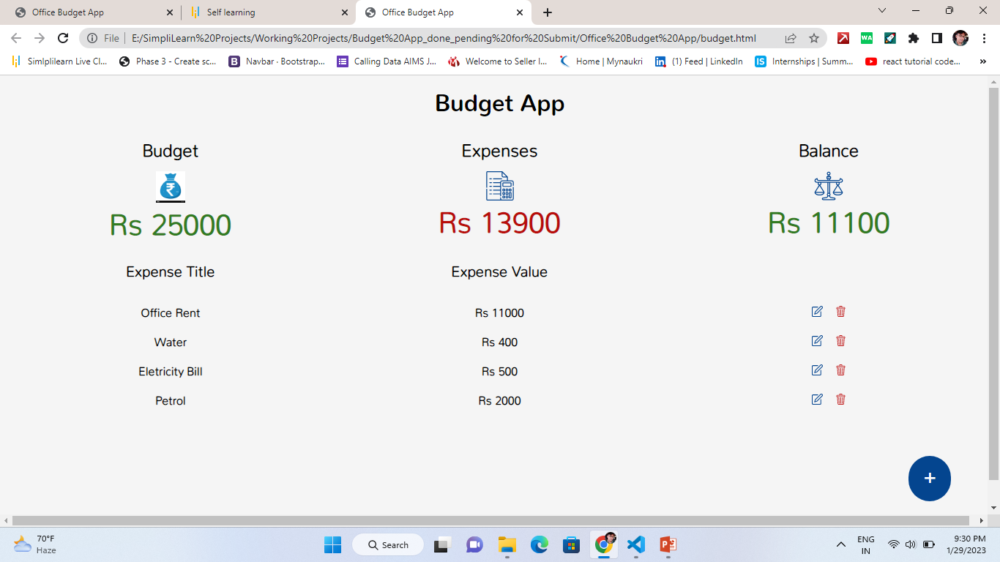 Office Budget App
Self learning
Office Budget App
File | E:/SimpliLearn%20Projects/Working%20Projects/Budget%20App_done_pending%20for%20Submit/Office%20Budget%20App/budget.html
WA
Simlplilearn Live Cl...
Phase 3 - Create sc...
B Navbar · Bootstrap...
Calling Data AIMS J...
Welcome to Seller I...
Home | Mynaukri
in (1) Feed | LinkedIn
IS Internships | Summ...
react tutorial code...
»
Budget App
Budget Expenses Balance
₹
Rs 25000 Rs 13900 Rs 11100
Expense Title Expense Value
Office Rent Rs 11000
Water Rs 400
Eletricity Bill Rs 500
Petrol Rs 2000
+
70°F
Haze
Search
ENG
IN
9:30 PM
1/29/2023